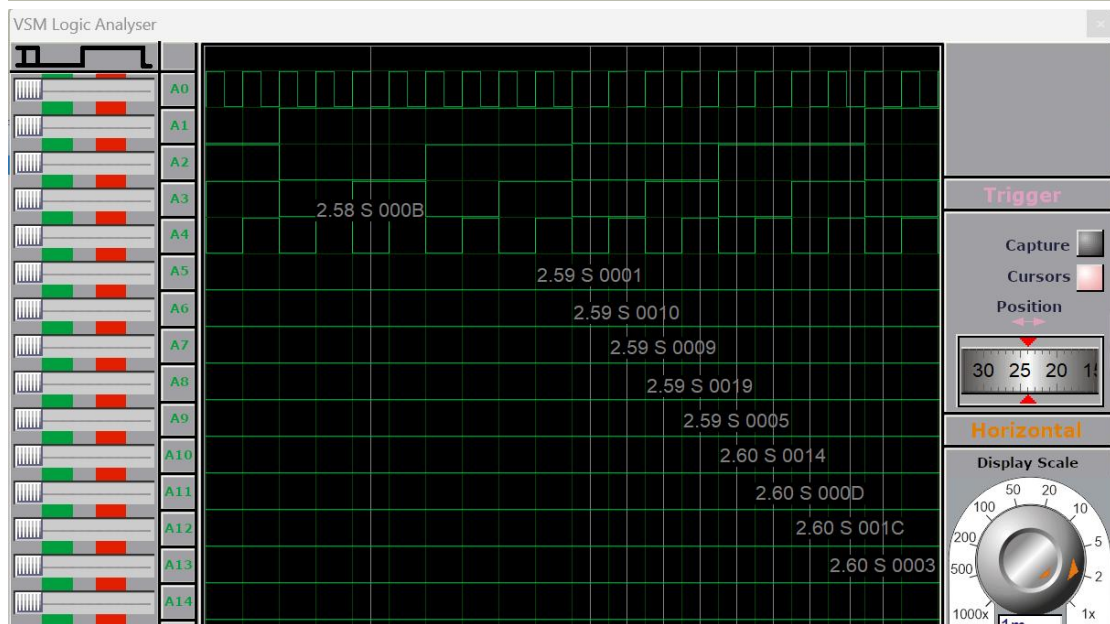 VSM Logic Analyser
A0
A1
A2
A3
2.58 S 000B
Trigger
A4
Capture
A5
2.59 S 0001
Cursors
A6
2.59 S 0010
Position
A7
2.59 S 0009
A8
2.59 S 0019
30 25 20
A9
2.59 S 0005
Horizontal
A10
2.60 S 0014
Display Scale
A11
2.60 S 000D
50 20
100 10
A12
2.60 S 001C
200 5
A13
2.60 S 0003
500 2
A14
1000x 1x
1m